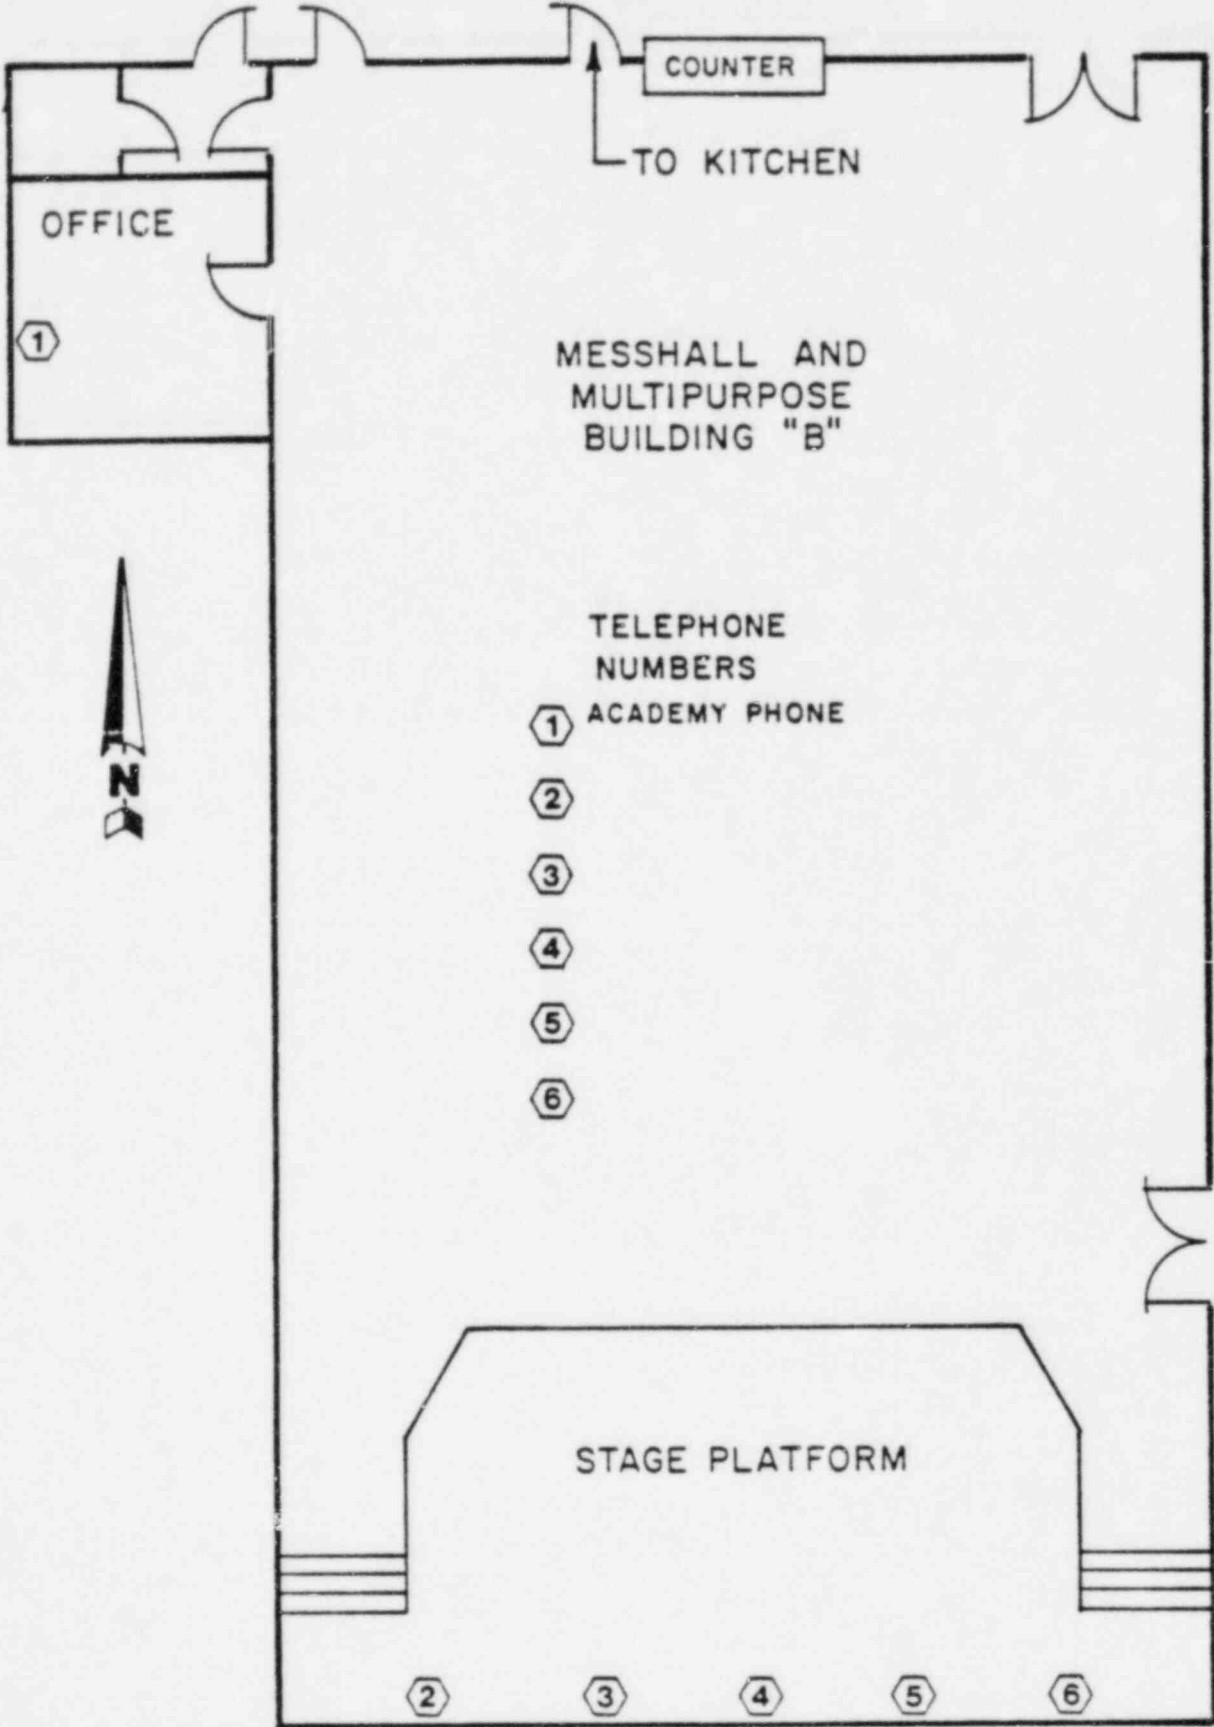 COUNTER
TO KITCHEN
OFFICE
1
MESSHALL AND
MULTIPURPOSE
BUILDING "B"
N
TELEPHONE
NUMBERS
1 ACADEMY PHONE
2
3
4
5
6
STAGE PLATFORM
2 3 4 5 6